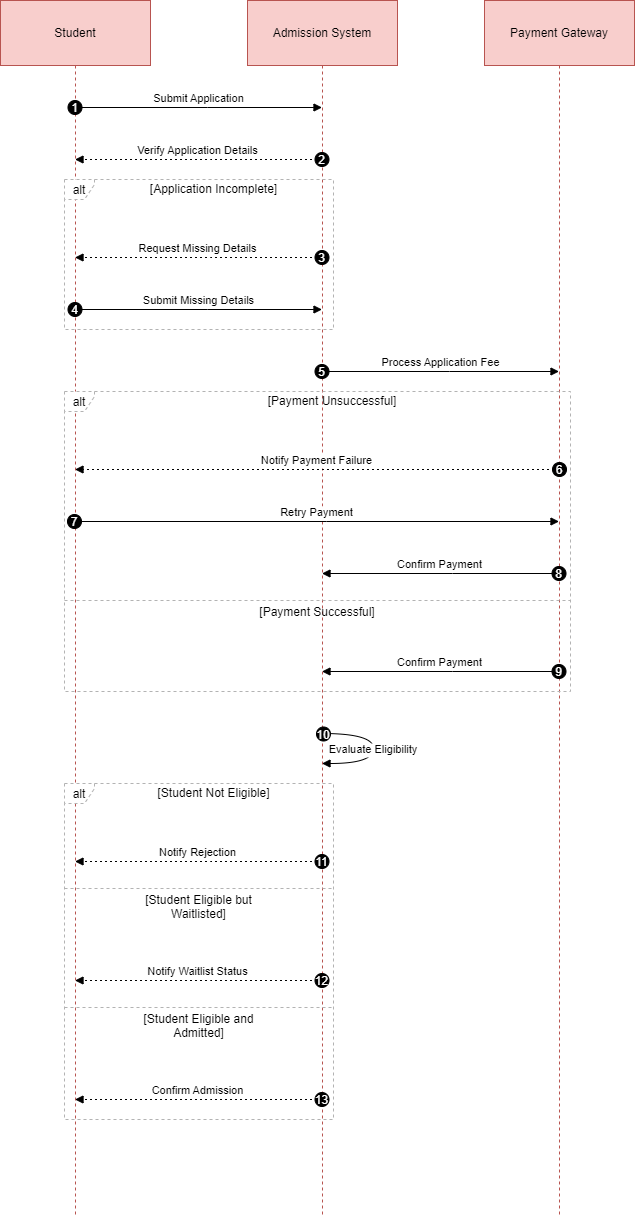 Student
Admission System
Payment Gateway
1
Submit Application
Verify Application Details
2
alt
[Application Incomplete]
Request Missing Details
3
4
Submit Missing Details
5
Process Application Fee
alt
[Payment Unsuccessful]
Notify Payment Failure
6
7
Retry Payment
Confirm Payment
8
[Payment Successful]
Confirm Payment
9
10
Evaluate Eligibility
alt
[Student Not Eligible]
Notify Rejection
11
[Student Eligible but
Waitlisted]
Notify Waitlist Status
12
[Student Eligible and
Admitted]
Confirm Admission
13